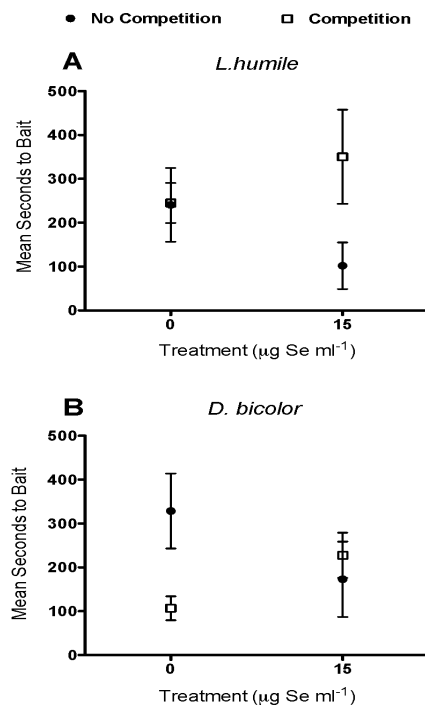 No Competition
Competition
A
L.humile
500
400
300
200
100
0
Mean Seconds to Bait
0
15
Treatment (μg Se ml⁻¹)
B
D. bicolor
500
400
300
200
100
0
Mean Seconds to Bait
0
15
Treatment (μg Se ml⁻¹)